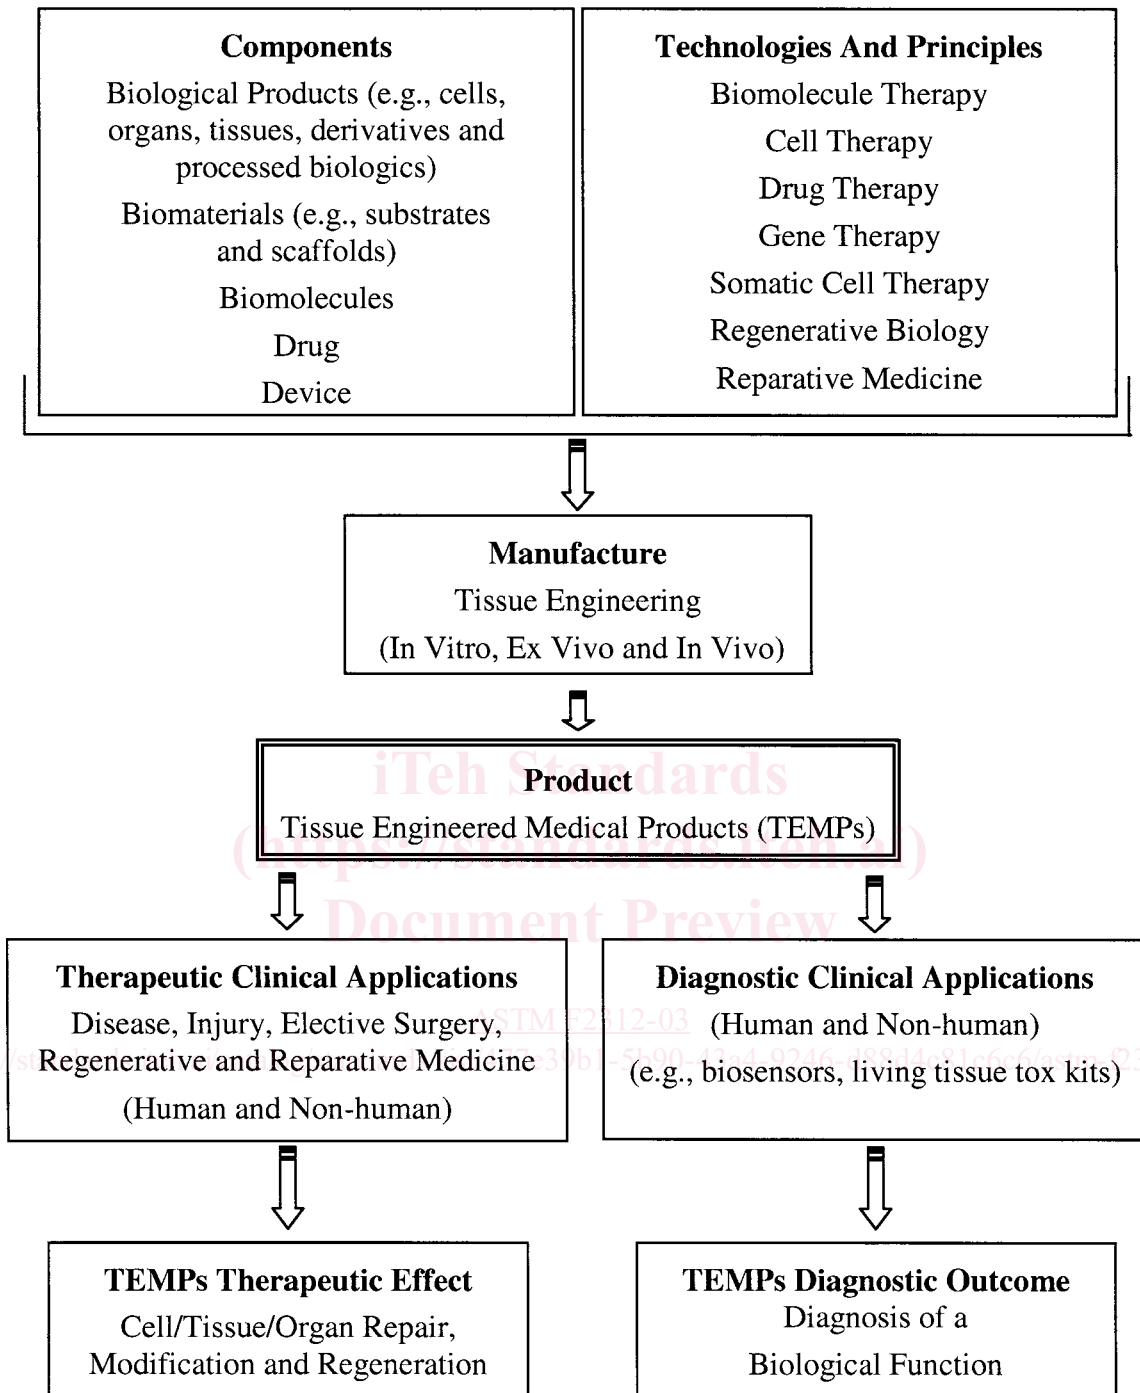 Components
Biological Products (e.g., cells,
organs, tissues, derivatives and
processed biologics)
Biomaterials (e.g., substrates
and scaffolds)
Biomolecules
Drug
Device
Technologies And Principles
Biomolecule Therapy
Cell Therapy
Drug Therapy
Gene Therapy
Somatic Cell Therapy
Regenerative Biology
Reparative Medicine
Manufacture
Tissue Engineering
(In Vitro, Ex Vivo and In Vivo)
iTeh Standards
Product
Tissue Engineered Medical Products (TEMPs)
(https://standards.iteh.ai)
Document Preview
Therapeutic Clinical Applications
Disease, Injury, Elective Surgery,
Regenerative and Reparative Medicine
(Human and Non-human)
ASTM F2312-03
Diagnostic Clinical Applications
(Human and Non-human)
(e.g., biosensors, living tissue tox kits)
TEMPs Therapeutic Effect
Cell/Tissue/Organ Repair,
Modification and Regeneration
TEMPs Diagnostic Outcome
Diagnosis of a
Biological Function